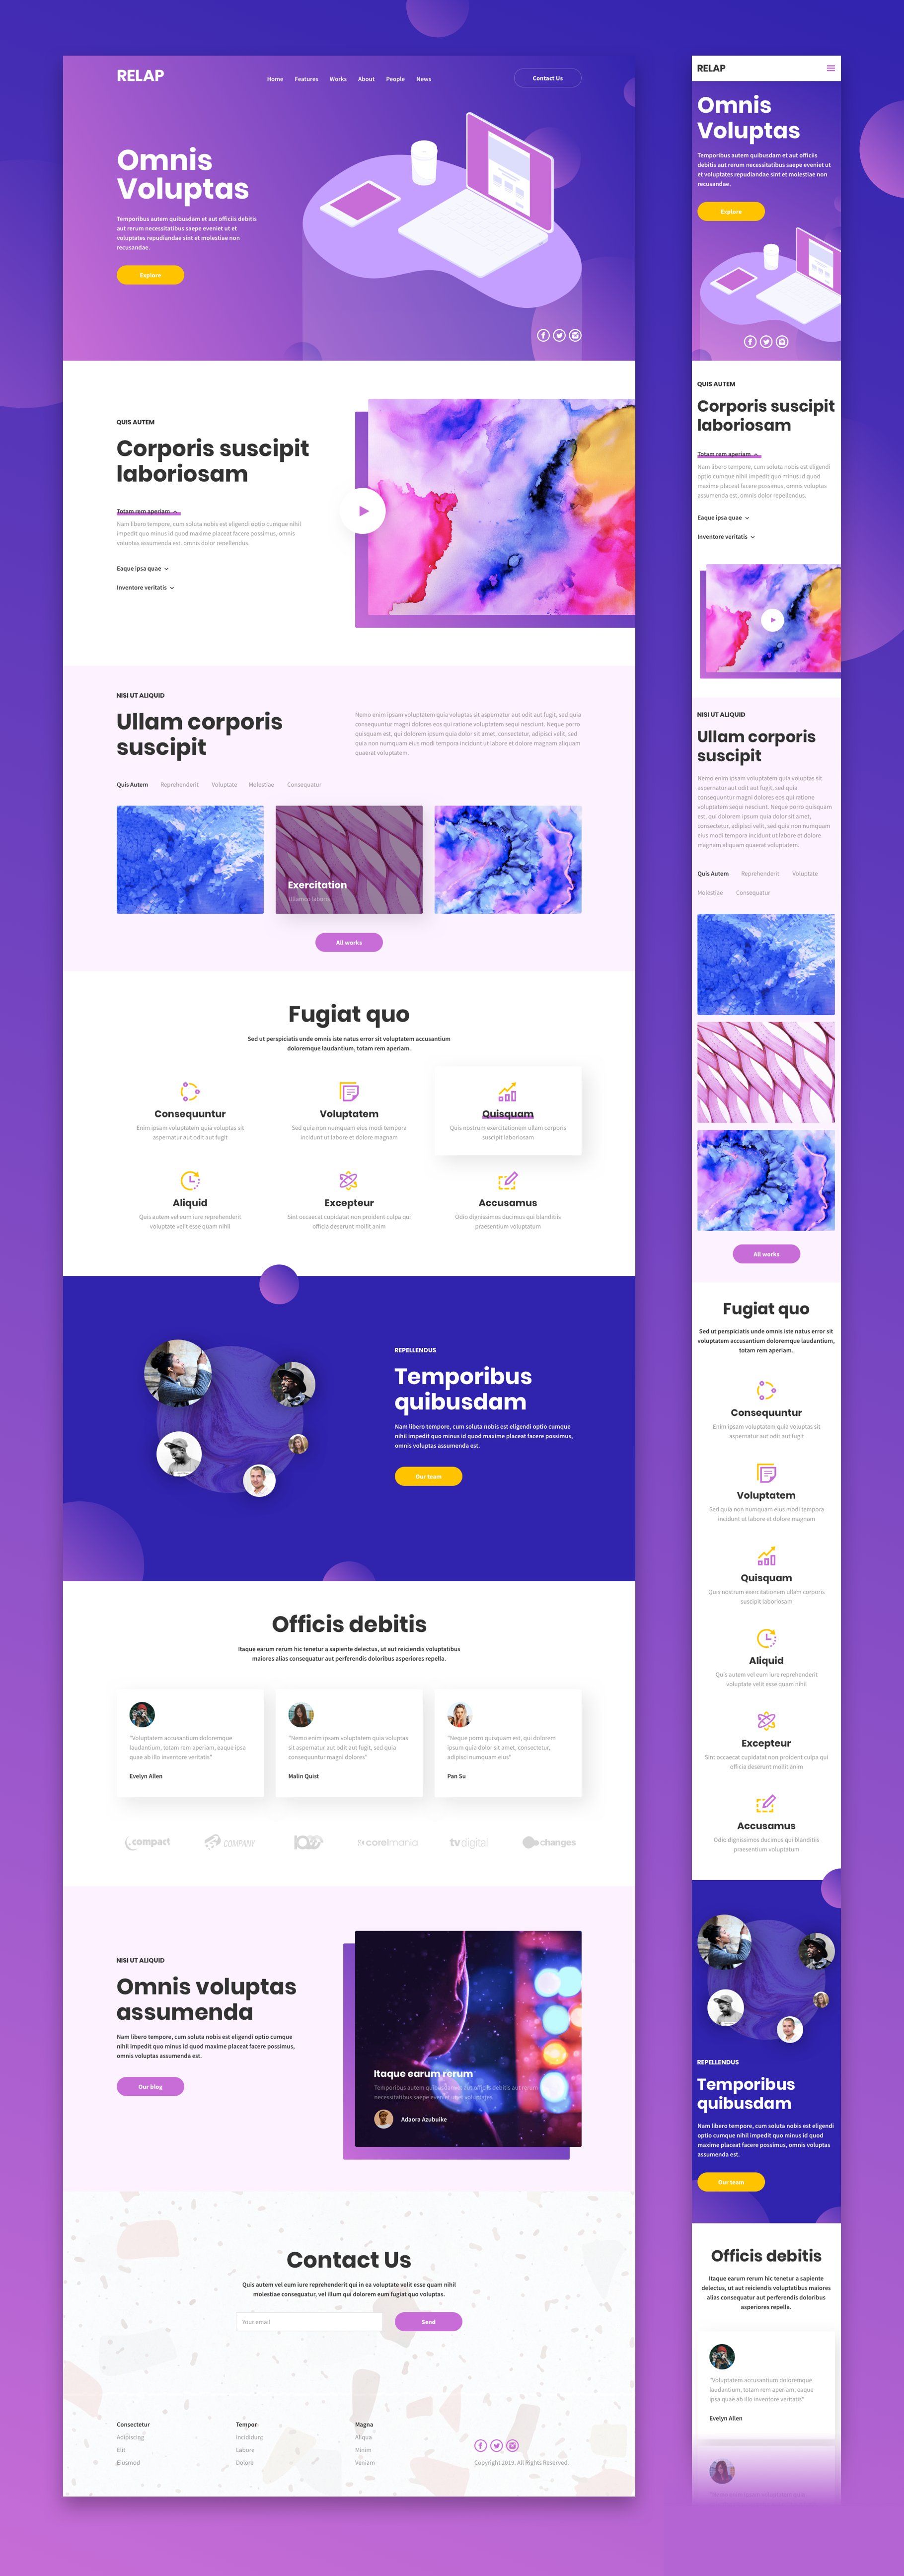 RELAP
Home Features Works About People News
Contact Us
Omnis
Voluptas
Temporibus autem quibusdam et aut officiis debitis
aut rerum necessitatibus saepe eveniet ut et
voluptates repudiandae sint et molestiae non
recusandae.
Explore
QUIS AUTEM
Corporis suscipit
laboriosam
Totam rem aperiam
Nam libero tempore, cum soluta nobis est eligendi optio cumque nihil
impedit quo minus id quod maxime placeat facere possimus, omnis
voluptas assumenda est. omnis dolor repellendus.
Eaque ipsa quae
Inventore veritatis
NISI UT ALIQUID
Ullam corporis
suscipit
Nemo enim ipsam voluptatem quia voluptas sit aspernatur aut odit aut fugit, sed quia
consequuntur magni dolores eos qui ratione voluptatem sequi nesciunt. Neque porro
quisquam est, qui dolorem ipsum quia dolor sit amet, consectetur, adipisci velit, sed
quia non numquam eius modi tempora incidunt ut labore et dolore magnam aliquam
quaerat voluptatem.
Quis Autem Reprehenderit Voluptate Molestiae Consequatur
Exercitation
All works
Fugiat quo
Sed ut perspiciatis unde omnis iste natus error sit voluptatem accusantium
doloremque laudantium, totam rem aperiam.
Consequuntur
Enim ipsam voluptatem quia voluptas sit
aspernatur aut odit aut fugit
Voluptatem
Sed quia non numquam eius modi tempora
incidunt ut labore et dolore magnam
Quisquam
Quis nostrum exercitationem ullam corporis
suscipit laboriosam
Aliquid
Quis autem vel eum iure reprehenderit
voluptate velit esse quam nihil
Excepteur
Sint occaecat cupidatat non proident culpa qui
officia deserunt mollit anim
Accusamus
Odio dignissimos ducimus qui blanditiis
praesentium voluptatum
REPELLENDUS
Temporibus
quibusdam
Nam libero tempore, cum soluta nobis est eligendi optio cumque
nihil impedit quo minus id quod maxime placeat facere possimus,
omnis voluptas assumenda est.
Our team
Officis debitis
Itaque earum rerum hic tenetur a sapiente delectus, ut aut reiciendis voluptatibus
maiores alias consequatur aut perferendis doloribus asperiores repella.
"Voluptatem accusantium doloremque
laudantium, totam rem aperiam, eaque ipsa
quae ab illo inventore veritatis"
Evelyn Allen
"Nemo enim ipsam voluptatem quia voluptas
sit aspernatur aut odit aut fugit, sed quia
consequuntur magni dolores"
Malin Quist
"Neque porro quisquam est, qui dolorem
ipsum quia dolor sit amet, consectetur,
adipisci numquam eius"
Pan Su
compact
COMPANY
corelmania
tvdigital
changes
NISI UT ALIQUID
Omnis voluptas
assumenda
Nam libero tempore, cum soluta nobis est eligendi optio cumque
nihil impedit quo minus id quod maxime placeat facere possimus,
omnis voluptas assumenda est.
Our blog
Itaque earum rerum
Adaora Azubuike
Contact Us
Quis autem vel eum iure reprehenderit qui in ea voluptate velit esse quam nihil
molestiae consequatur, vel illum qui dolorem eum fugiat quo voluptas.
Your email
Send
Consectetur
Adipiscing
Elit
Eiusmod
Tempor
Incididunt
Labore
Dolore
Magna
Aliqua
Minim
Veniam
Copyright 2019. All Rights Reserved.
RELAP
Omnis
Voluptas
Temporibus autem quibusdam et aut officiis
debitis aut rerum necessitatibus saepe eveniet ut
et voluptates repudiandae sint et molestiae non
recusandae.
Explore
QUIS AUTEM
Corporis suscipit
laboriosam
Totam rem aperiam
Nam libero tempore, cum soluta nobis est eligendi
optio cumque nihil impedit quo minus id quod
maxime placeat facere possimus, omnis voluptas
assumenda est, omnis dolor repellendus.
Eaque ipsa quae
Inventore veritatis
NISI UT ALIQUID
Ullam corporis
suscipit
Nemo enim ipsam voluptatem quia voluptas sit
aspernatur aut odit aut fugit, sed quia
consequuntur magni dolores eos qui ratione
voluptatem sequi nesciunt. Neque porro quisquam
est, qui dolorem ipsum quia dolor sit amet,
consectetur, adipisci velit, sed quia non numquam
eius modi tempora incidunt ut labore et dolore
magnam aliquam quaerat voluptatem.
Quis Autem Reprehenderit Voluptate
Molestiae Consequatur
All works
Fugiat quo
Sed ut perspiciatis unde omnis iste natus error sit
voluptatem accusantium doloremque laudantium,
totam rem aperiam.
Consequuntur
Enim ipsam voluptatem quia voluptas sit
aspernatur aut odit aut fugit
Voluptatem
Sed quia non numquam eius modi tempora
incidunt ut labore et dolore magnam
Quisquam
Quis nostrum exercitationem ullam corporis
suscipit laboriosam
Aliquid
Quis autem vel eum iure reprehenderit
voluptate velit esse quam nihil
Excepteur
Sint occaecat cupidatat non proident culpa qui
officia deserunt mollit anim
Accusamus
Odio dignissimos ducimus qui blanditiis
praesentium voluptatum
REPELLENDUS
Temporibus
quibusdam
Nam libero tempore, cum soluta nobis est eligendi
optio cumque nihil impedit quo minus id quod
maxime placeat facere possimus, omnis voluptas
assumenda est.
Our team
Officis debitis
Itaque earum rerum hic tenetur a sapiente
delectus, ut aut reiciendis voluptatibus maiores
alias consequatur aut perferendis doloribus
asperiores repella.
"Voluptatem accusantium doloremque
laudantium, totam rem aperiam, eaque
ipsa quae ab illo inventore veritatis"
Evelyn Allen